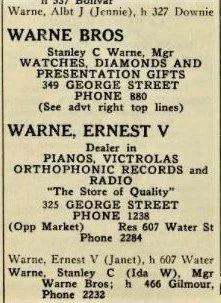 h 337 Bolivar
Warne, Albt J (Jennie), h 327 Downie
WARNE BROS
Stanley C Warne, Mgr
WATCHES, DIAMONDS AND
PRESENTATION GIFTS
349 GEORGE STREET
PHONE 880
(See advt right top lines)
WARNE, ERNEST V
Dealer in
PIANOS, VICTROLAS
ORTHOPHONIC RECORDS and
RADIO
"The Store of Quality"
325 GEORGE STREET
PHONE 1238
(Opp Market) Res 607 Water St
Phone 2284
Warne, Ernest V (Janet), h 607 Water
Warne, Stanley C (Ida W), Mgr
Warne Bros; h 466 Gilmour,
Phone 2232